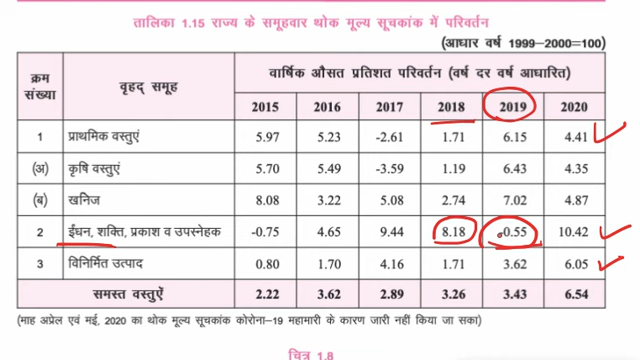 तालिका 1.15 राज्य के समूहवार थोक मूल्य सूचकांक में परिवर्तन
(आधार वर्ष 1999–2000=100)
क्रम संख्या वृहद् समूह वार्षिक औसत प्रतिशत परिवर्तन (वर्ष दर वर्ष आधारित)
2015 2016 2017 2018 2019 2020
1 प्राथमिक वस्तुएं 5.97 5.23 -2.61 1.71 6.15 4.41
(अ) कृषि वस्तुएं 5.70 5.49 -3.59 1.19 6.43 4.35
(ब) खनिज 8.08 3.22 5.08 2.74 7.02 4.87
2 ईंधन, शक्ति, प्रकाश व उपस्नेहक -0.75 4.65 9.44 8.18 -0.55 10.42
3 विनिर्मित उत्पाद 0.80 1.70 4.16 1.71 3.62 6.05
समस्त वस्तुऐं 2.22 3.62 2.89 3.26 3.43 6.54
(माह अप्रेल एवं मई, 2020 का थोक मूल्य सूचकांक कोरोना–19 महामारी के कारण जारी नहीं किया जा सका)
चित्र 1.8